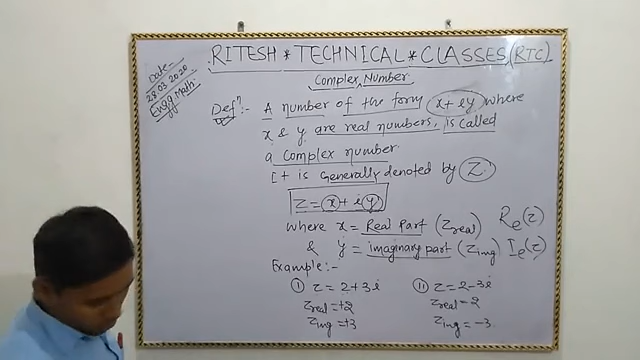 RITESH * TECHNICAL * CLASSES (RTC)
Date-
28.03.2020
Engg Math.
Complex Number
Defⁿ:- A number of the form x+iy where
x & y are real numbers, is called
a complex number.
It is generally denoted by Z.
Z = x + iy
where x = Real Part (Zreal) Re(z)
& y = imaginary part (Zimg) Ie(z)
Example:-
(i) z = 2+3i (ii) z = 2-3i
Zreal = +2 Zreal = 2
Zimg = +3 Zimg = -3